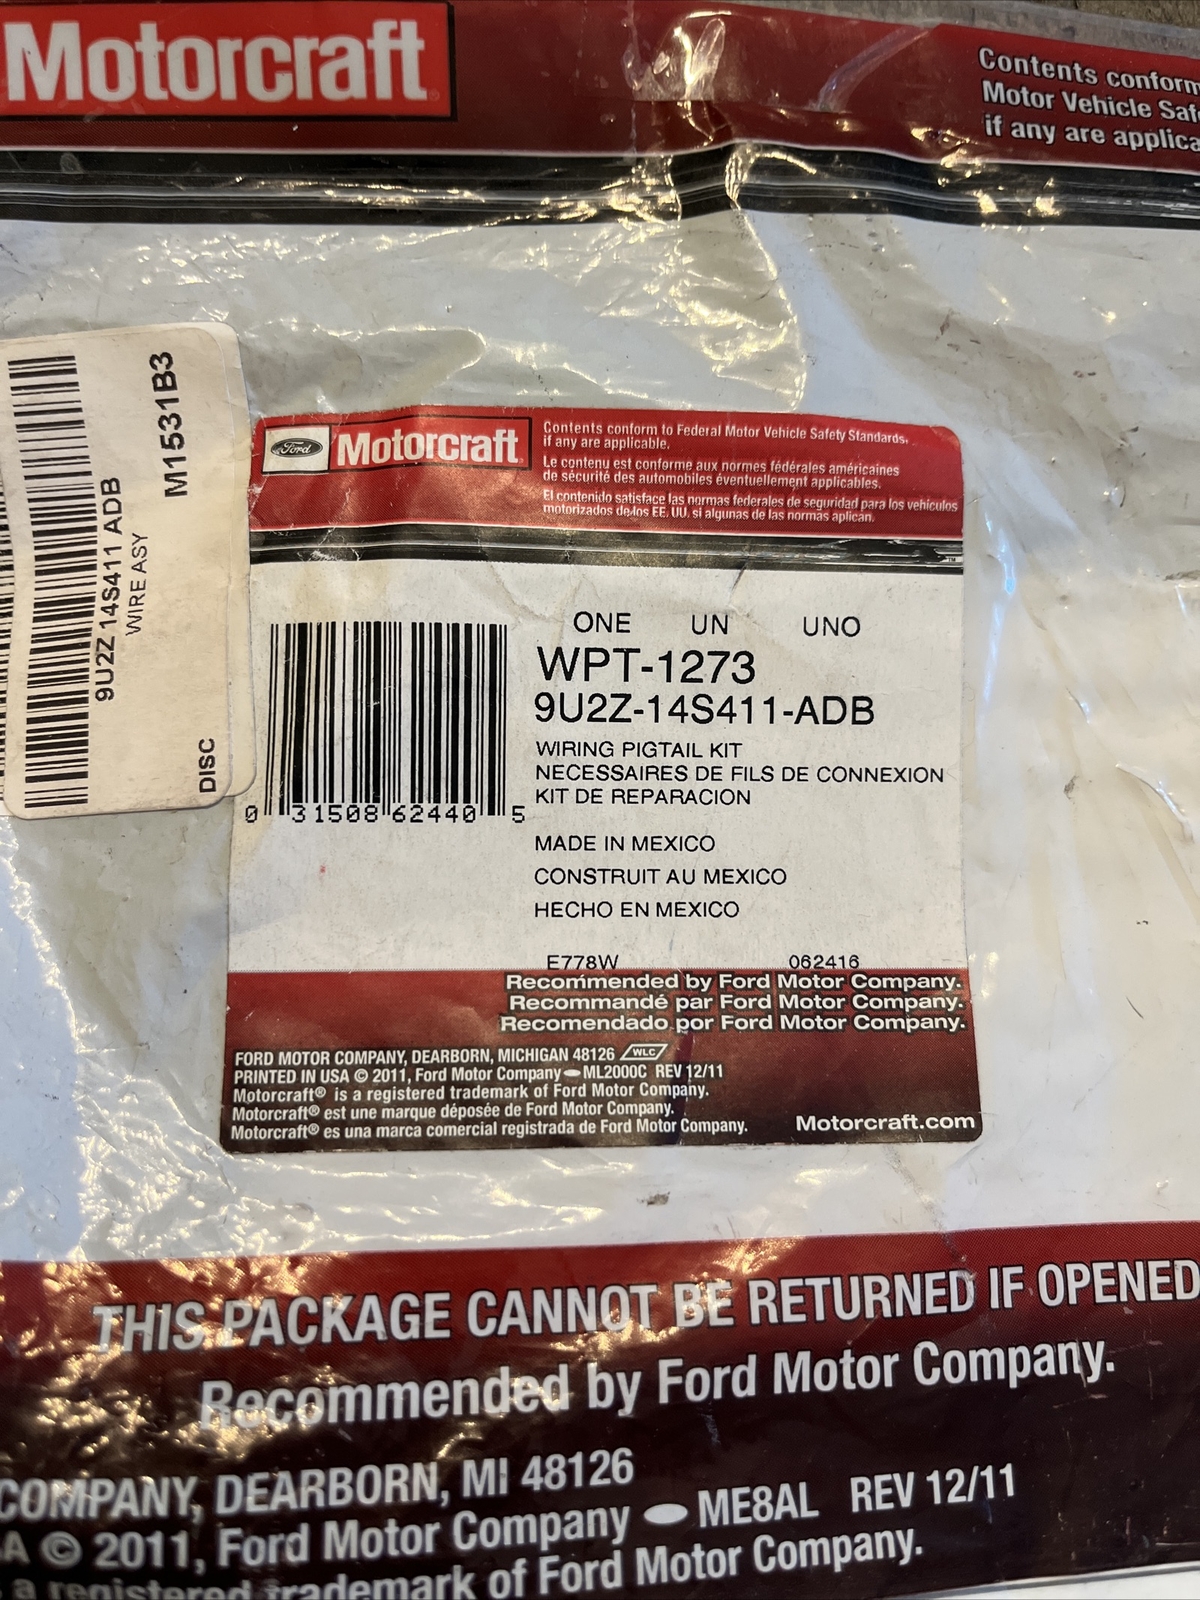 Motorcraft
Contents conform
Motor Vehicle Safe
if any are applica
M1531B3
9U2Z 14S411 ADB
WIRE ASY
DISC
Ford
Motorcraft
Contents conform to Federal Motor Vehicle Safety Standards,
if any are applicable.
Le contenu est conforme aux normes fédérales américaines
de sécurité des automobiles éventuellement applicables.
El contenido satisface las normas federales de seguridad para los vehículos
motorizados de los EE. UU. si algunas de las normas aplican.
ONE UN UNO
WPT-1273
9U2Z-14S411-ADB
WIRING PIGTAIL KIT
NECESSAIRES DE FILS DE CONNEXION
KIT DE REPARACION
0 31508 62440 5
MADE IN MEXICO
CONSTRUIT AU MEXICO
HECHO EN MEXICO
E778W 062416
Recommended by Ford Motor Company.
Recommandé par Ford Motor Company.
Recomendado por Ford Motor Company.
FORD MOTOR COMPANY, DEARBORN, MICHIGAN 48126 WLC
PRINTED IN USA © 2011, Ford Motor Company ML2000C REV 12/11
Motorcraft® is a registered trademark of Ford Motor Company.
Motorcraft® est une marque déposée de Ford Motor Company.
Motorcraft® es una marca comercial registrada de Ford Motor Company.
Motorcraft.com
THIS PACKAGE CANNOT BE RETURNED IF OPENED
Recommended by Ford Motor Company.
COMPANY, DEARBORN, MI 48126
A © 2011, Ford Motor Company ME8AL REV 12/11
a registered trademark of Ford Motor Company.